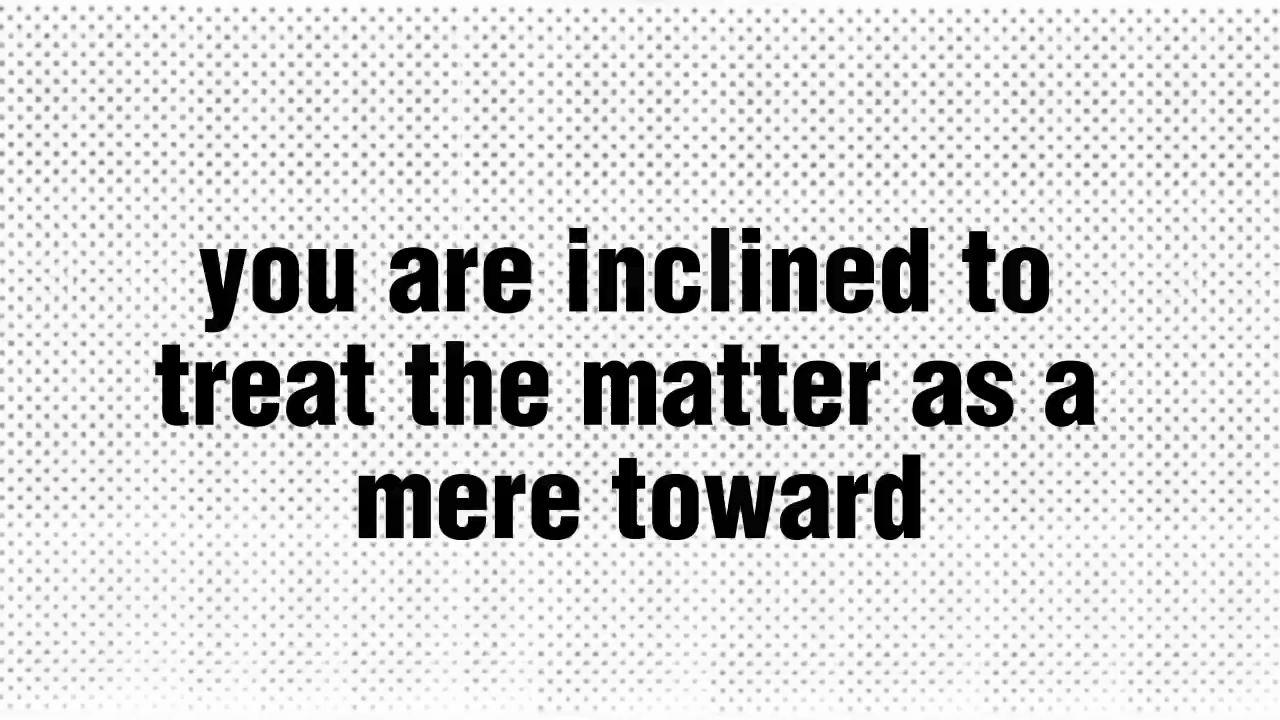 you are inclined to
treat the matter as a
mere toward